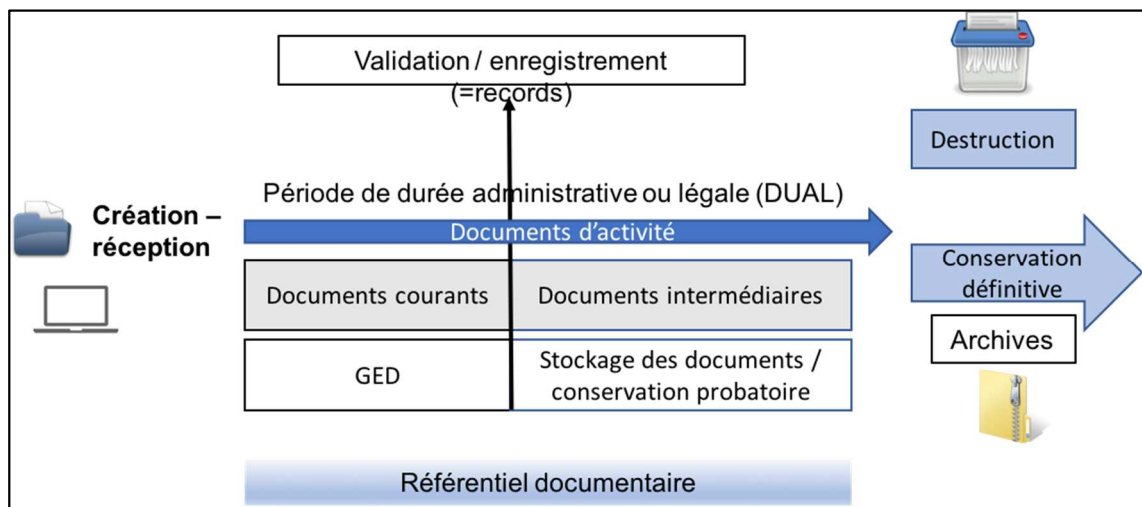 Validation / enregistrement
(=records)
Destruction
Période de durée administrative ou légale (DUAL)
Création –
réception
Documents d'activité
Conservation
définitive
Documents courants
Documents intermédiaires
Archives
GED
Stockage des documents /
conservation probatoire
Référentiel documentaire